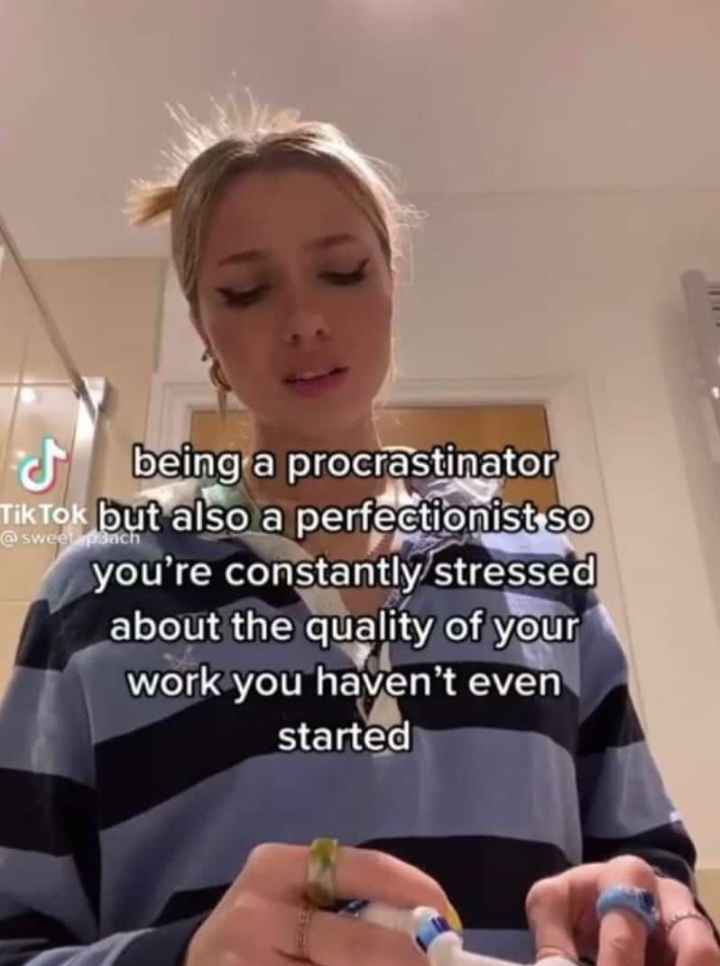 being a procrastinator
TikTok
but also a perfectionist so
you're constantly stressed
about the quality of your
work you haven't even
started